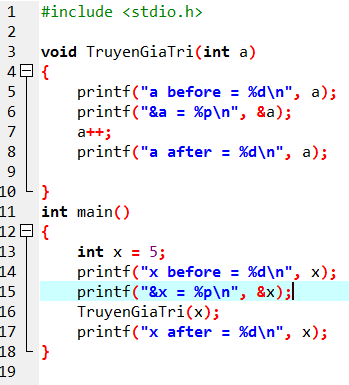 1 #include <stdio.h>
2
3 void TruyenGiaTri(int a)
4 {
5     printf("a before = %d\n", a);
6     printf("&a = %p\n", &a);
7     a++;
8     printf("a after = %d\n", a);
9
10 }
11 int main()
12 {
13     int x = 5;
14     printf("x before = %d\n", x);
15     printf("&x = %p\n", &x);
16     TruyenGiaTri(x);
17     printf("x after = %d\n", x);
18 }
19